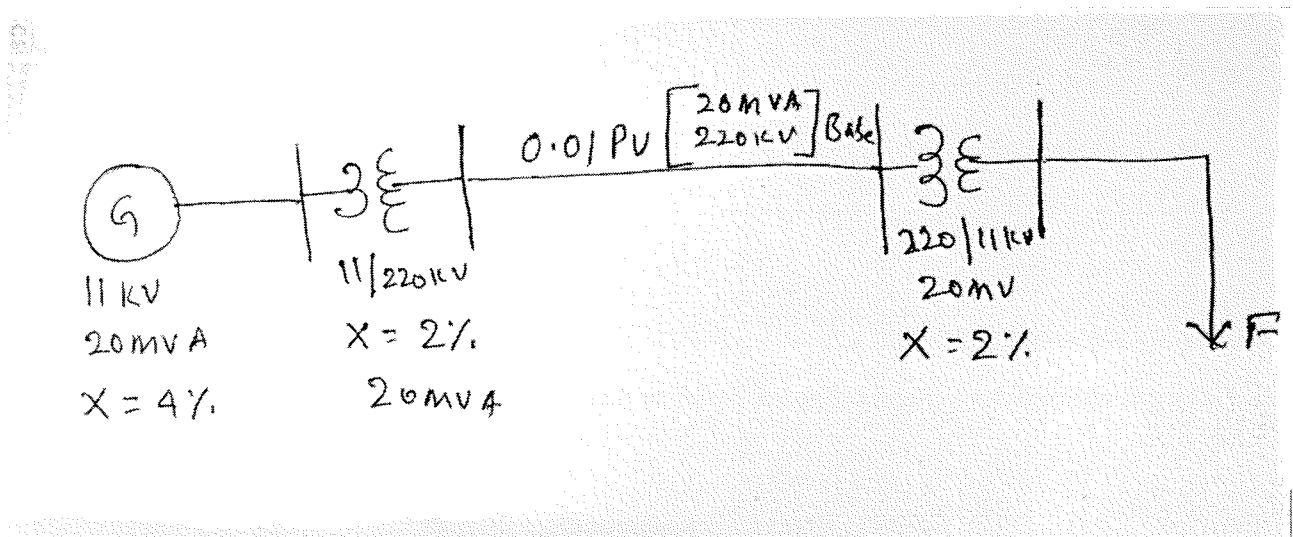 G
11 KV
20 MVA
X = 4%
11/220 KV
X = 2%
20 MVA
0.01 PU [20 MVA 220 KV] Base
220/11 KV
20 MV
X = 2%
F